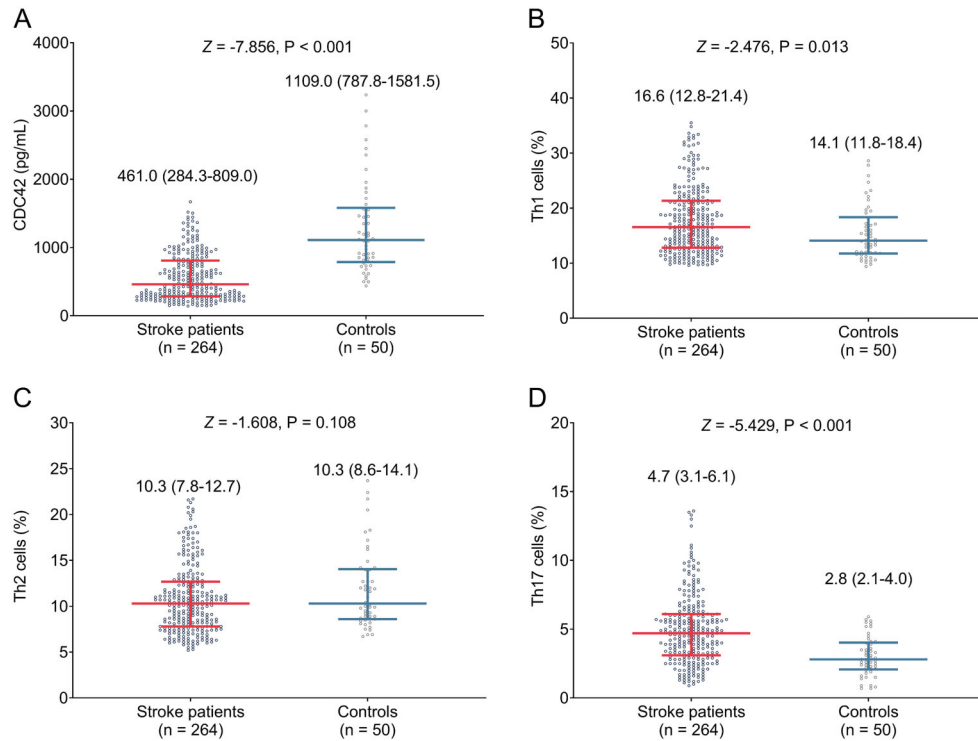 A
Z = -7.856, P < 0.001
4000
3000
2000
1000
0
CDC42 (pg/mL)
461.0 (284.3-809.0)
1109.0 (787.8-1581.5)
Stroke patients
(n = 264)
Controls
(n = 50)
B
Z = -2.476, P = 0.013
50
40
30
20
10
0
Th1 cells (%)
16.6 (12.8-21.4)
14.1 (11.8-18.4)
Stroke patients
(n = 264)
Controls
(n = 50)
C
Z = -1.608, P = 0.108
30
25
20
15
10
5
0
Th2 cells (%)
10.3 (7.8-12.7)
10.3 (8.6-14.1)
Stroke patients
(n = 264)
Controls
(n = 50)
D
Z = -5.429, P < 0.001
20
15
10
5
0
Th17 cells (%)
4.7 (3.1-6.1)
2.8 (2.1-4.0)
Stroke patients
(n = 264)
Controls
(n = 50)